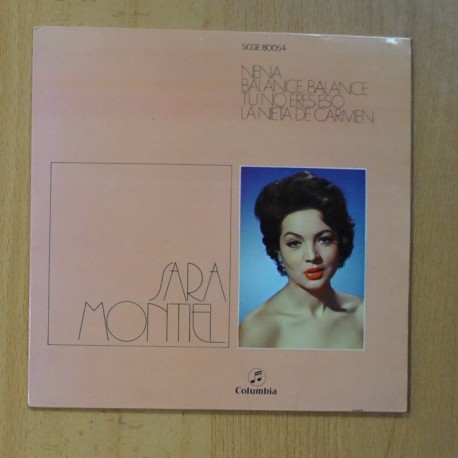 SCGE 80054
NENA
BALANCE, BALANCE
TU NO ERES ESO
LA NIETA DE CARMEN
SARA
MONTIEL
Columbia